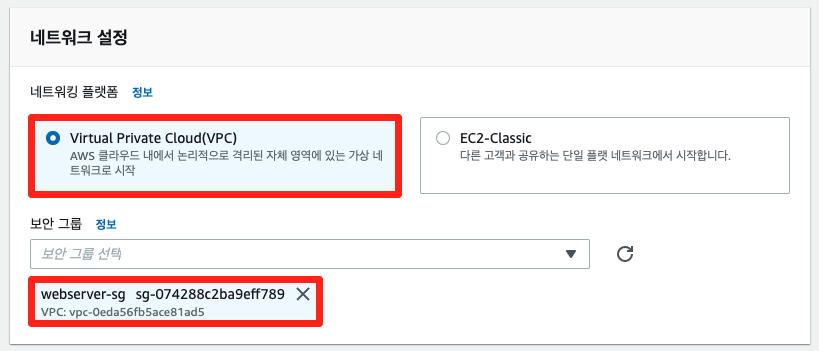 네트워크 설정
네트워킹 플랫폼 정보
Virtual Private Cloud(VPC)
AWS 클라우드 내에서 논리적으로 격리된 자체 영역에 있는 가상 네
트워크로 시작
EC2-Classic
다른 고객과 공유하는 단일 플랫 네트워크에서 시작합니다.
보안 그룹 정보
보안 그룹 선택
webserver-sg sg-074288c2ba9eff789
VPC: vpc-0eda56fb5ace81ad5